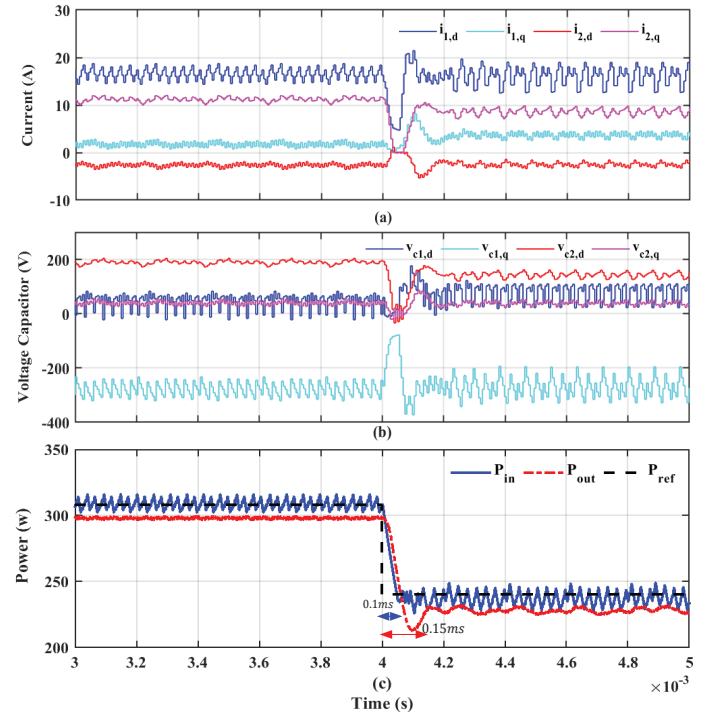 30
20
10
0
-10
Current (A)
i1,d i1,q i2,d i2,q
(a)
200
0
-200
-400
Voltage Capacitor (V)
vc1,d vc1,q vc2,d vc2,q
(b)
350
300
250
200
Power (w)
Pin Pout Pref
0.1ms
0.15ms
3 3.2 3.4 3.6 3.8 4 4.2 4.4 4.6 4.8 5
(c)
×10-3
Time (s)